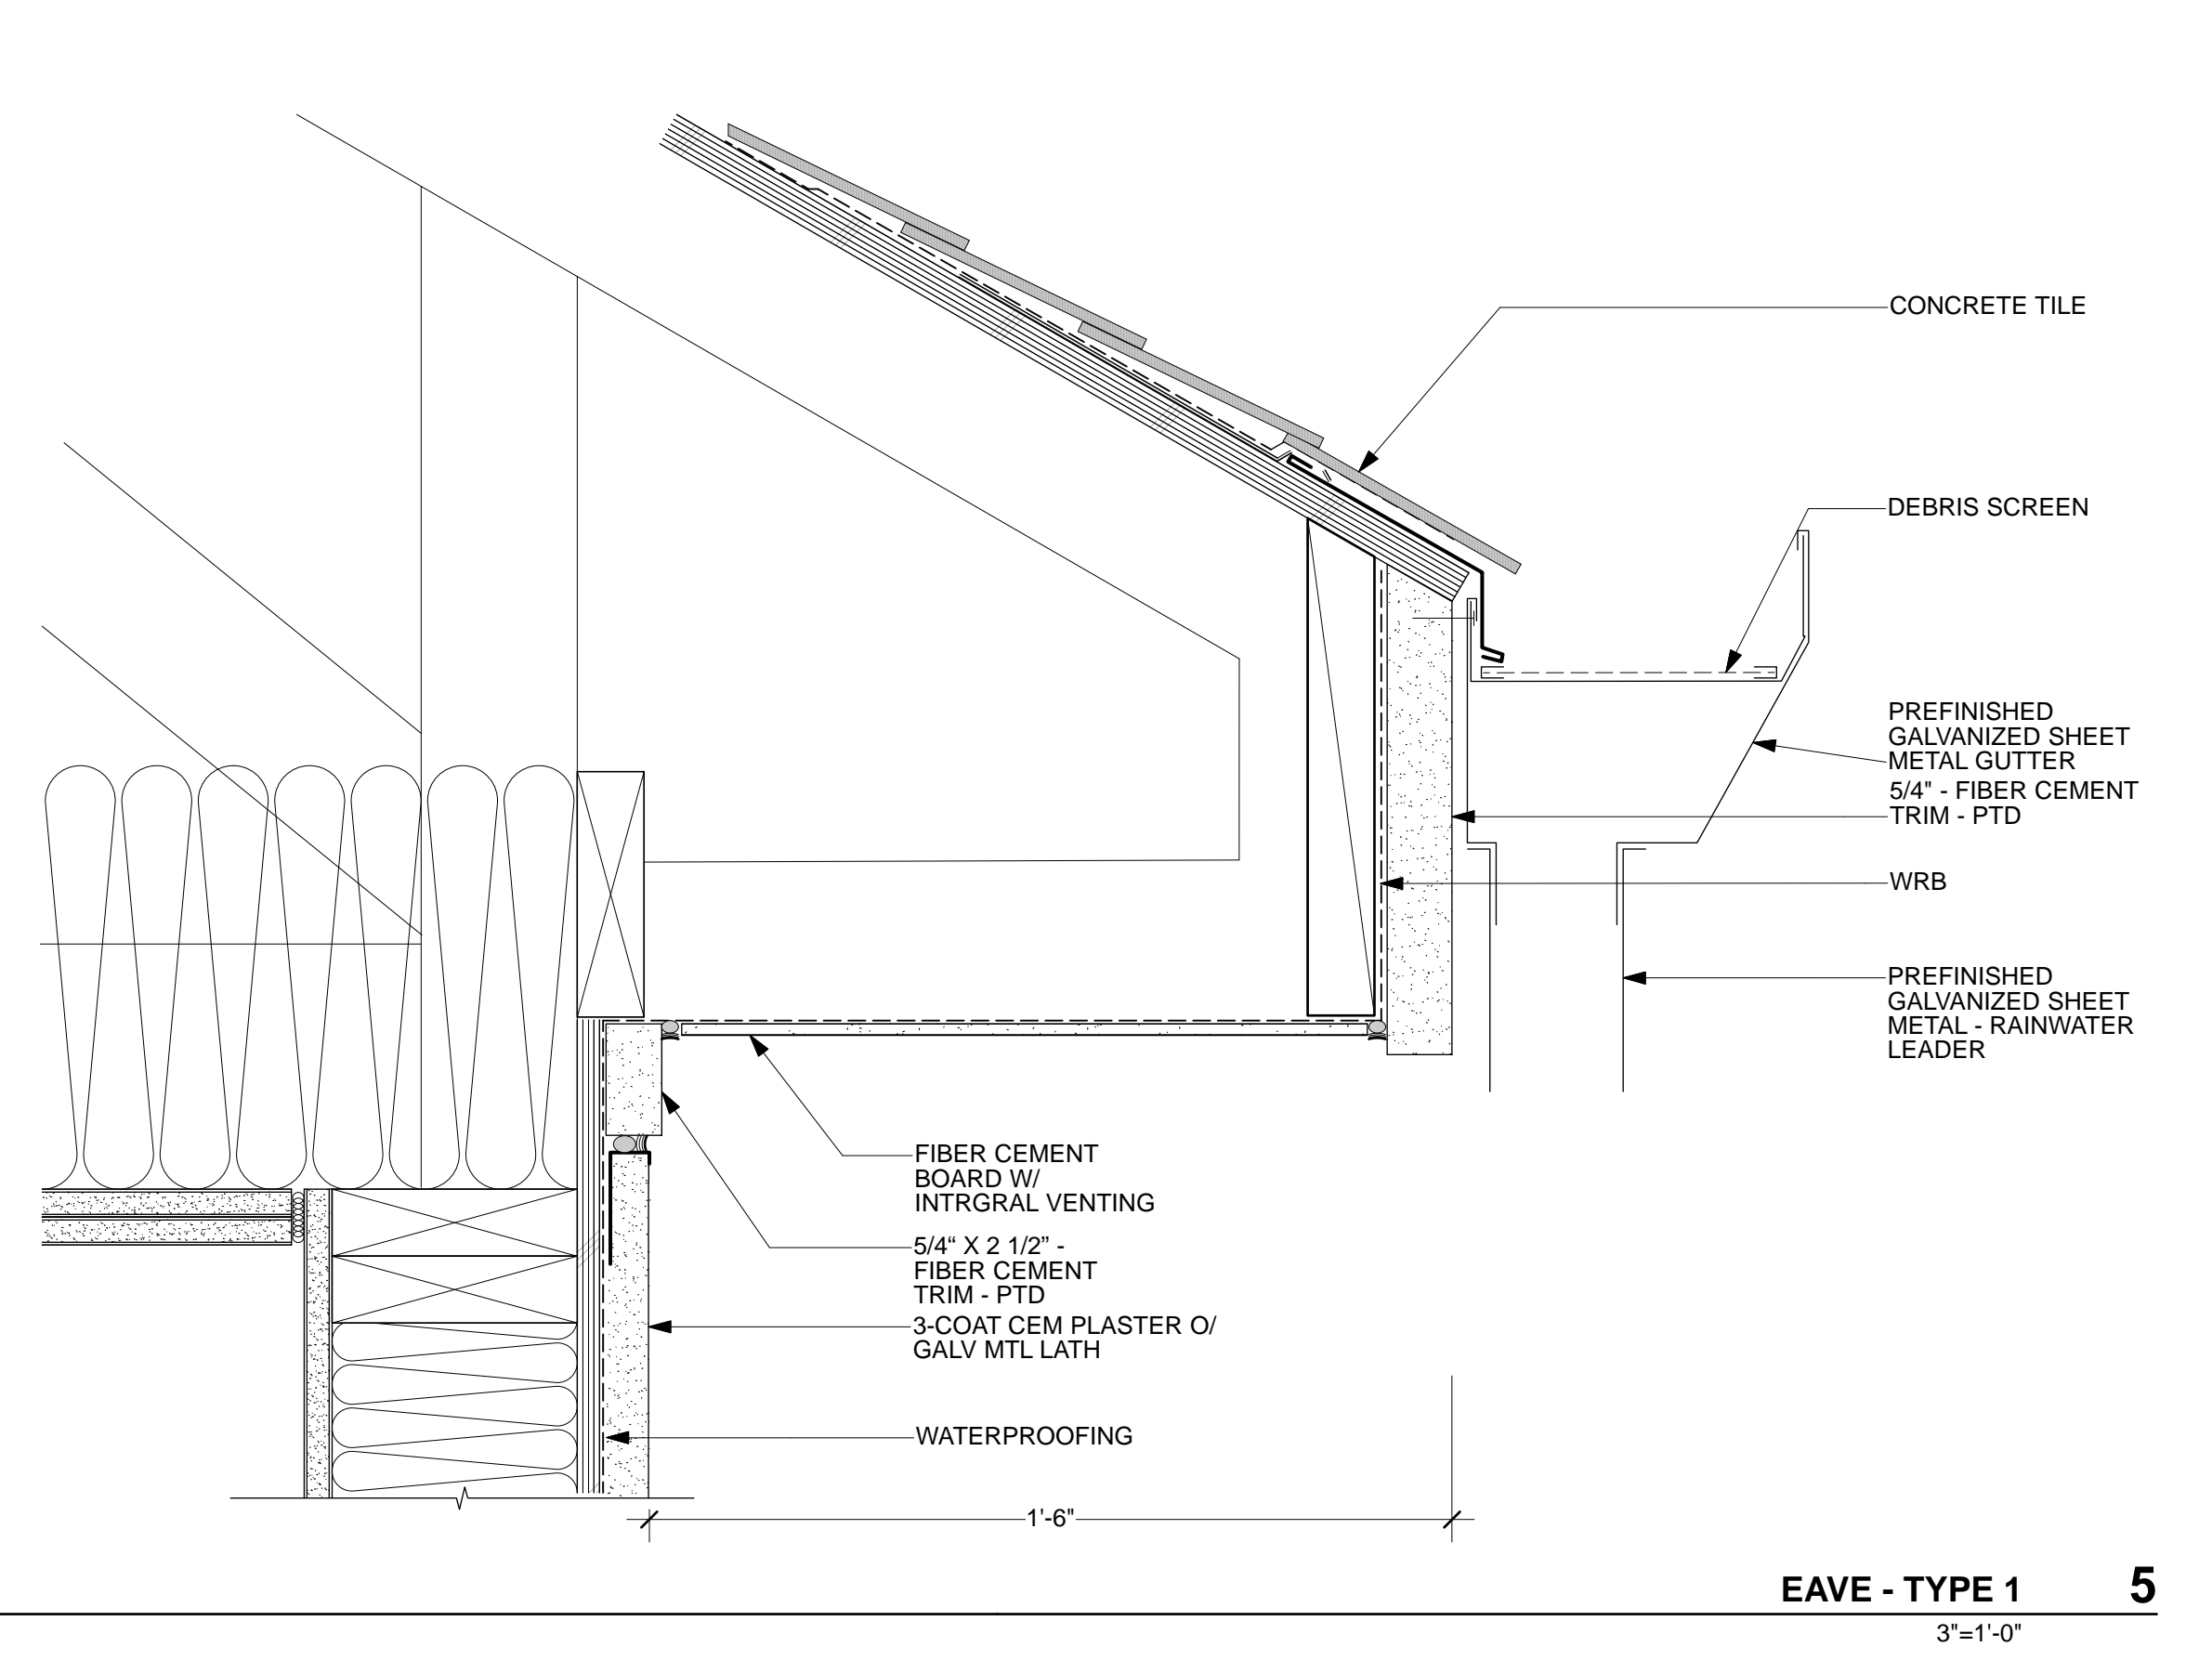 CONCRETE TILE
DEBRIS SCREEN
PREFINISHED
GALVANIZED SHEET
METAL GUTTER
5/4" - FIBER CEMENT
TRIM - PTD
WRB
PREFINISHED
GALVANIZED SHEET
METAL - RAINWATER
LEADER
FIBER CEMENT
BOARD W/
INTRGRAL VENTING
5/4“ X 2 1/2” -
FIBER CEMENT
TRIM - PTD
3-COAT CEM PLASTER O/
GALV MTL LATH
WATERPROOFING
1'-6"
EAVE - TYPE 1 5
3"=1'-0"